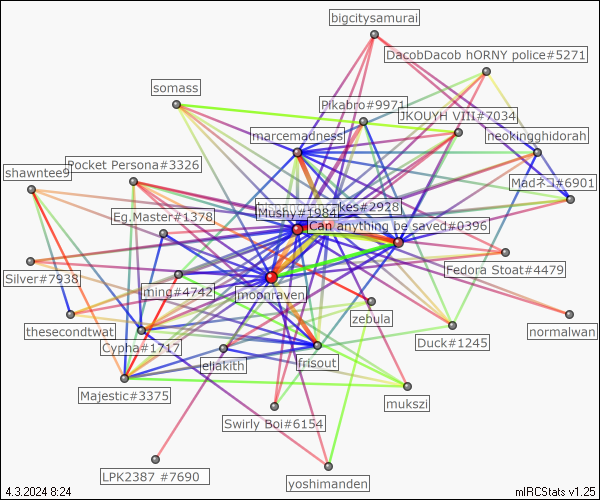 bigcitysamurai
DacobDacob hORNY police#5271
somass
Pikabro#9971
JKOUYH VIII#7034
marcemadness
neokingghidorah
shawntee9
Pocket Persona#3326
Madネコ#6901
kes#2928
Mushy#1984
Eg.Master#1378
Can anything be saved#0396
Silver#7938
ming#4742
Fedora Stoat#4479
moonraven
thesecondtwat
zebula
normalwan
Cypha#1717
Duck#1245
eliakith
frisout
Majestic#3375
mukszi
Swirly Boi#6154
LPK2387 #7690
yoshimanden
4.3.2024 8:24
mIRCStats v1.25